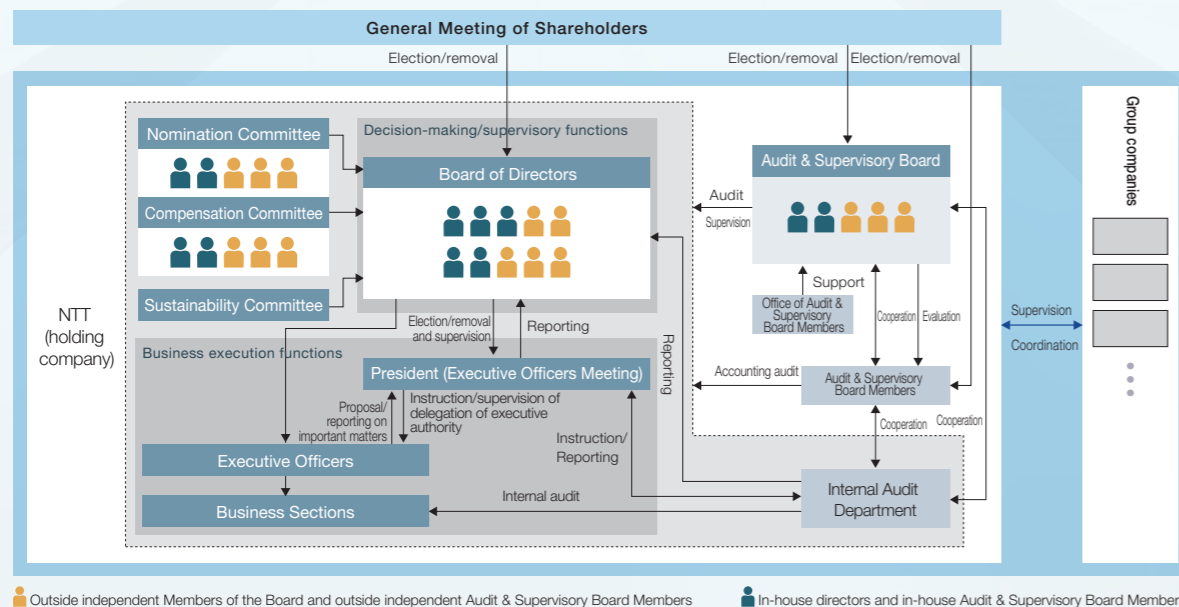 General Meeting of Shareholders
Election/removal
Election/removal
Election/removal
NTT
(holding
company)
Nomination Committee
Compensation Committee
Sustainability Committee
Decision-making/supervisory functions
Board of Directors
Audit & Supervisory Board
Audit
Supervision
Support
Office of Audit &
Supervisory
Board Members
Cooperation
Evaluation
Election/removal
and supervision
Reporting
Reporting
Business execution functions
President (Executive Officers Meeting)
Accounting audit
Audit & Supervisory
Board Members
Proposal/
reporting on
important matters
Instruction/supervision of
delegation of executive
authority
Instruction/
Reporting
Cooperation
Cooperation
Executive Officers
Business Sections
Internal audit
Internal Audit
Department
Supervision
Coordination
Group companies
Outside independent Members of the Board and outside independent Audit & Supervisory Board Members
In-house directors and in-house Audit & Supervisory Board Member